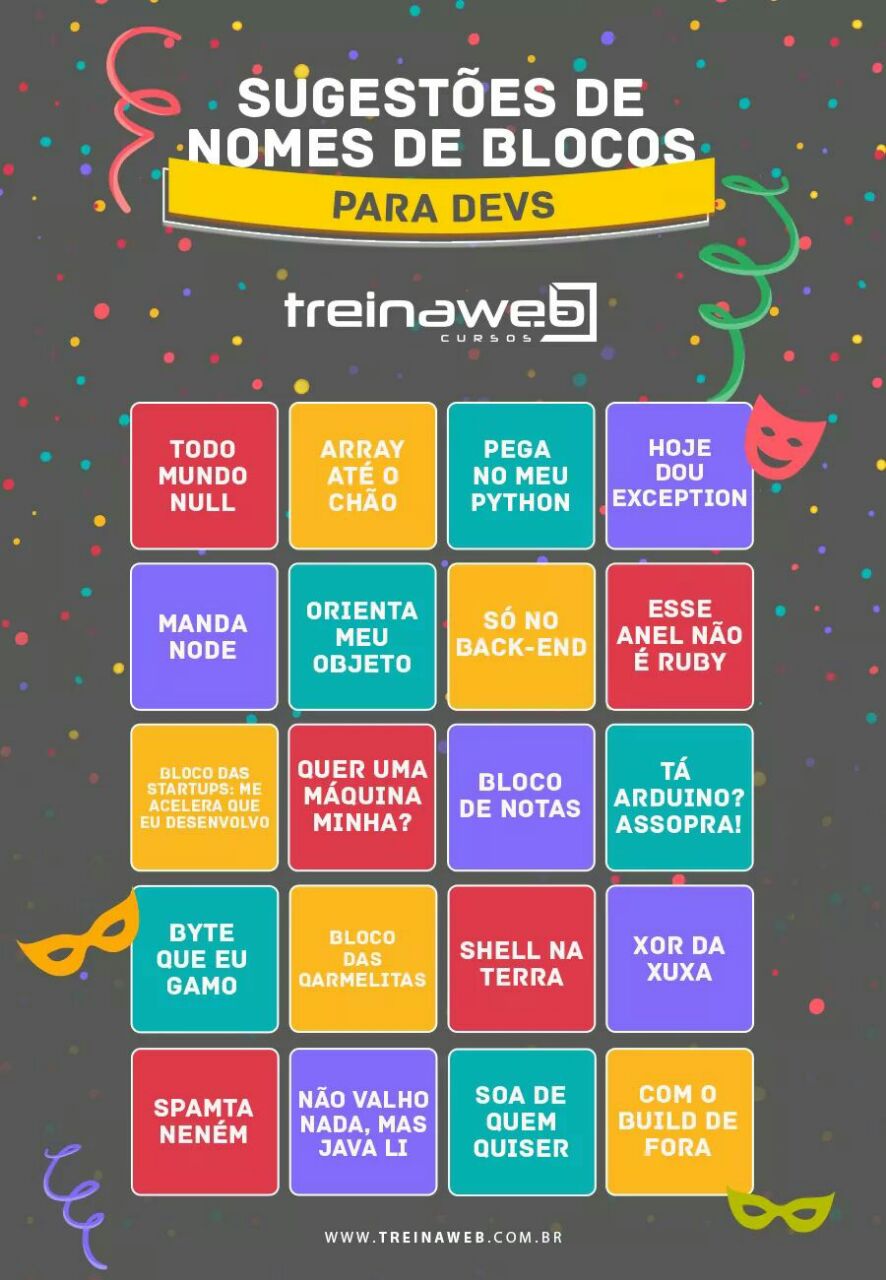 SUGESTÕES DE
NOMES DE BLOCOS
PARA DEVS
treinaweb
CURSOS
TODO
MUNDO
NULL
ARRAY
ATÉ O
CHÃO
PEGA
NO MEU
PYTHON
HOJE
DOU
EXCEPTION
MANDA
NODE
ORIENTA
MEU
OBJETO
SÓ NO
BACK-END
ESSE
ANEL NÃO
É RUBY
BLOCO DAS
STARTUPS: ME
ACELERA QUE
EU DESENVOLVO
QUER UMA
MÁQUINA
MINHA?
BLOCO
DE NOTAS
TÁ
ARDUINO?
ASSOPRA!
BYTE
QUE EU
GAMO
BLOCO
DAS
QARMELITAS
SHELL NA
TERRA
XOR DA
XUXA
SPAMTA
NENÉM
NÃO VALHO
NADA, MAS
JAVA LI
SOA DE
QUEM
QUISER
COM O
BUILD DE
FORA
WWW.TREINAWEB.COM.BR